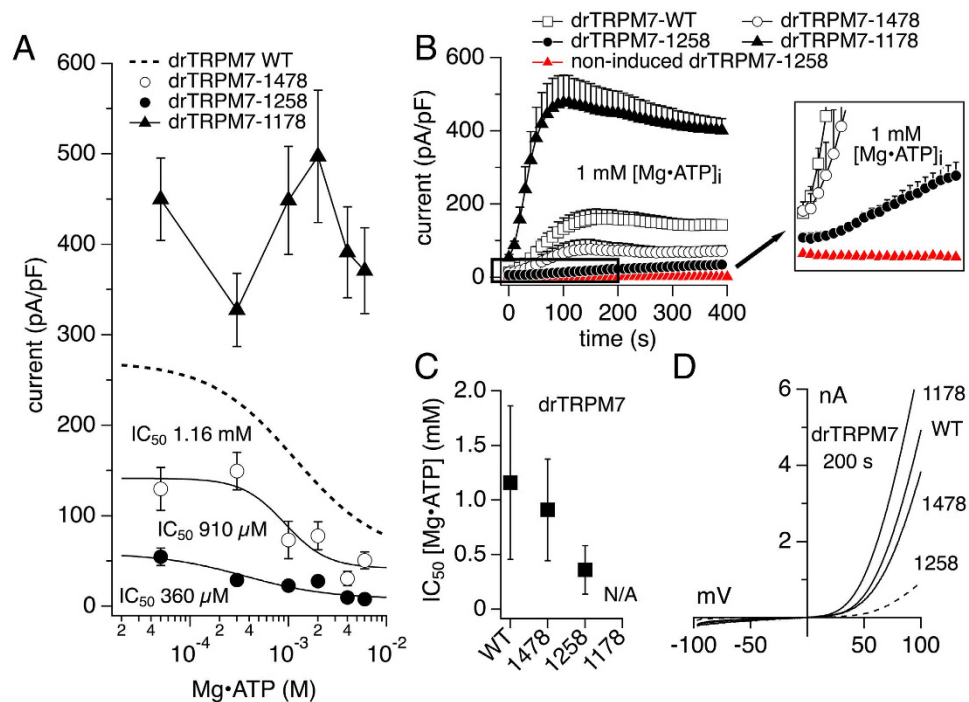 A
600
500
400
300
200
100
0
current (pA/pF)
drTRPM7 WT
drTRPM7-1478
drTRPM7-1258
drTRPM7-1178
IC50 1.16 mM
IC50 910 µM
IC50 360 µM
2 4 2 4 2 4
10-4 10-3 10-2
Mg•ATP (M)
B
drTRPM7-WT drTRPM7-1478
drTRPM7-1258 drTRPM7-1178
non-induced drTRPM7-1258
600
400
200
0
current (pA/pF)
1 mM [Mg•ATP]i
0 100 200 300 400
time (s)
1 mM
[Mg•ATP]i
C
2.0
1.5
1.0
0.5
0
IC50 [Mg•ATP] (mM)
drTRPM7
N/A
WT 1478 1258 1178
D
6
4
2
0
nA
drTRPM7
200 s
1178
WT
1478
1258
mV
-100 -50 50 100